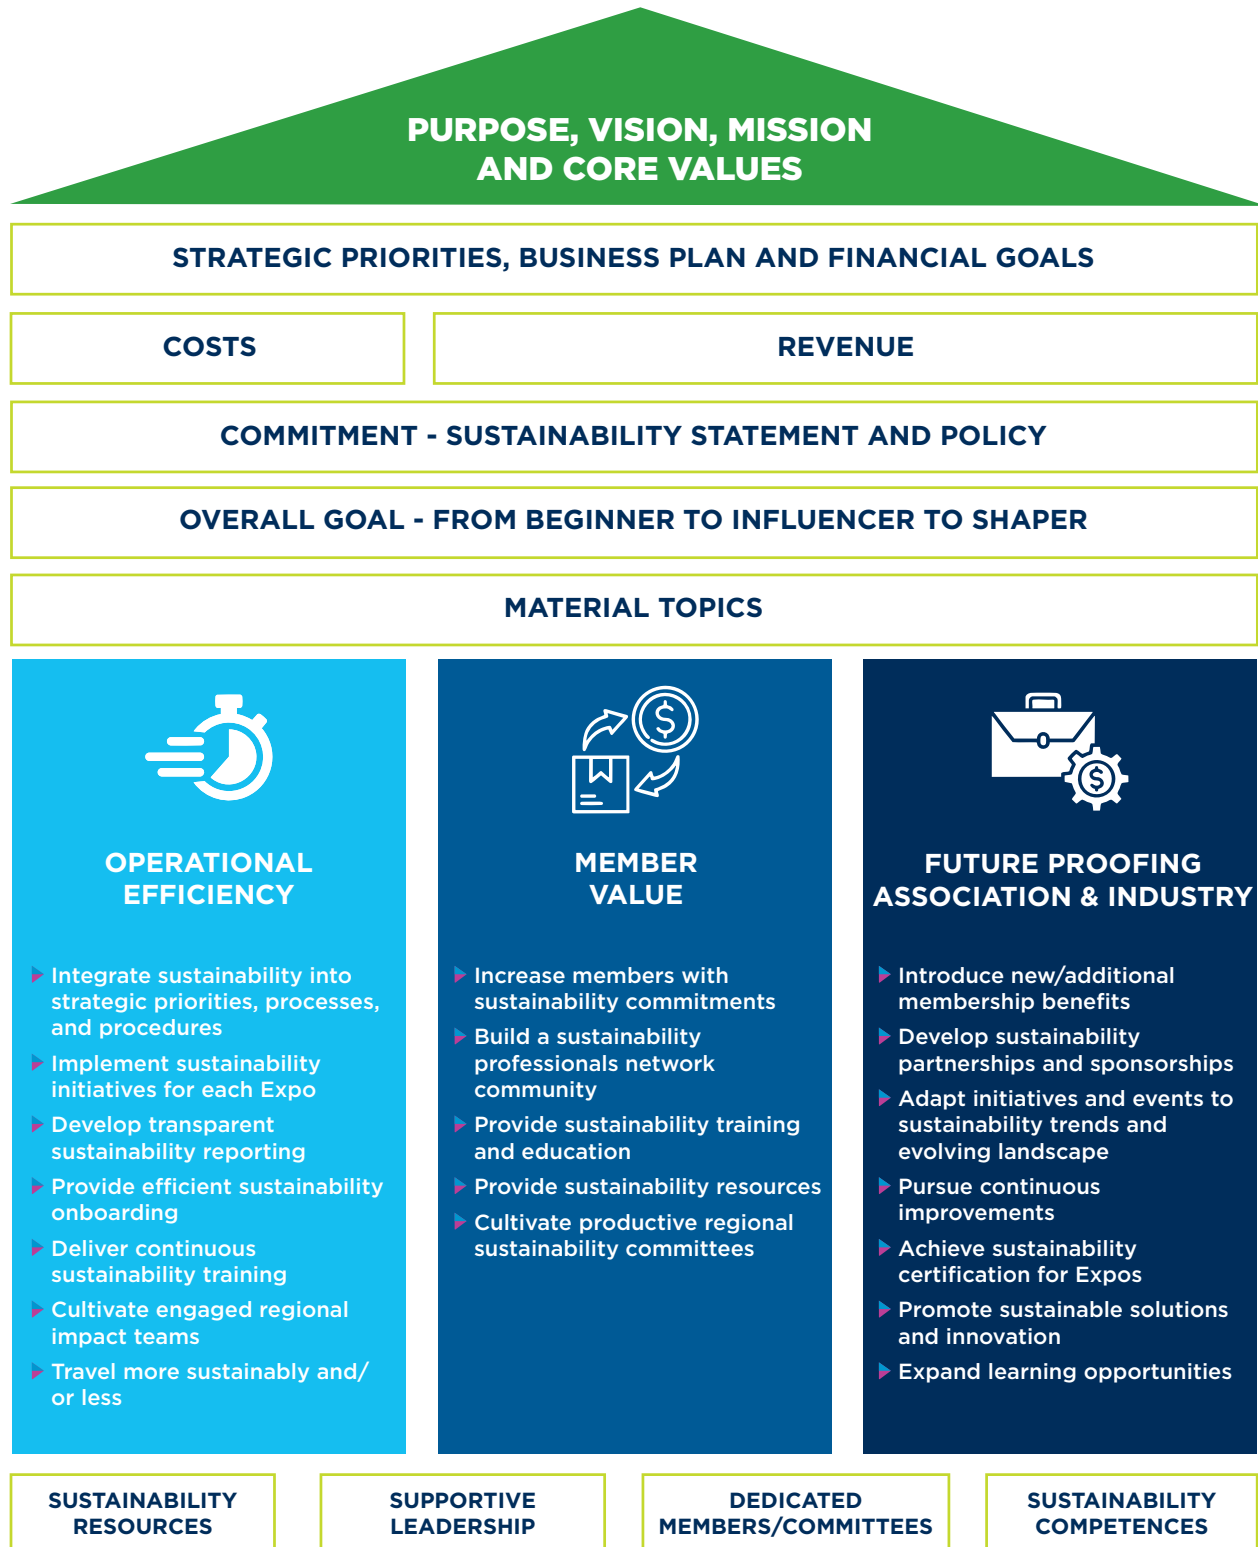 PURPOSE, VISION, MISSION
AND CORE VALUES
STRATEGIC PRIORITIES, BUSINESS PLAN AND FINANCIAL GOALS
COSTS
REVENUE
COMMITMENT - SUSTAINABILITY STATEMENT AND POLICY
OVERALL GOAL - FROM BEGINNER TO INFLUENCER TO SHAPER
MATERIAL TOPICS
OPERATIONAL
EFFICIENCY
Integrate sustainability into
strategic priorities, processes,
and procedures
Implement sustainability
initiatives for each Expo
Develop transparent
sustainability reporting
Provide efficient sustainability
onboarding
Deliver continuous
sustainability training
Cultivate engaged regional
impact teams
Travel more sustainably and/
or less
MEMBER
VALUE
Increase members with
sustainability commitments
Build a sustainability
professionals network
community
Provide sustainability training
and education
Provide sustainability resources
Cultivate productive regional
sustainability committees
FUTURE PROOFING
ASSOCIATION & INDUSTRY
Introduce new/additional
membership benefits
Develop sustainability
partnerships and sponsorships
Adapt initiatives and events to
sustainability trends and
evolving landscape
Pursue continuous
improvements
Achieve sustainability
certification for Expos
Promote sustainable solutions
and innovation
Expand learning opportunities
SUSTAINABILITY
RESOURCES
SUPPORTIVE
LEADERSHIP
DEDICATED
MEMBERS/COMMITTEES
SUSTAINABILITY
COMPETENCES